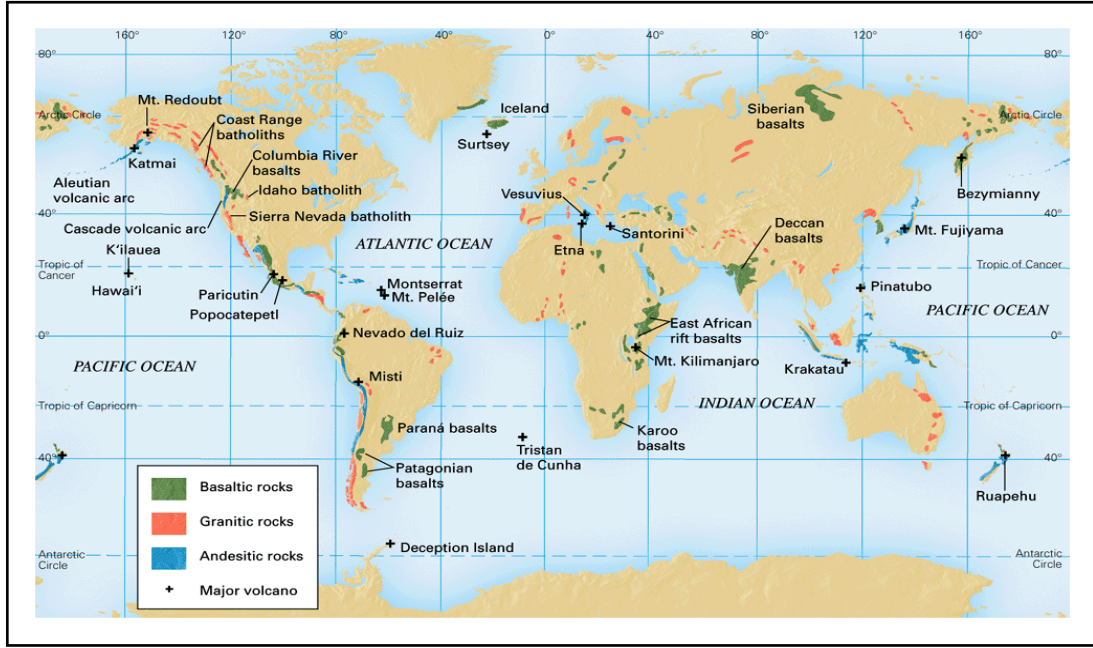 160° 120° 80° 40° 0° 40° 80° 120° 160°
80° 80°
Mt. Redoubt
Arctic Circle
Coast Range
batholiths
Iceland
Siberian
basalts
Arctic Circle
Surtsey
Katmai
Columbia River
basalts
Aleutian
volcanic arc
Idaho batholith
Vesuvius
Bezymianny
40° 40°
Sierra Nevada batholith
Deccan
basalts
Cascade volcanic arc
ATLANTIC OCEAN
Etna
Santorini
Mt. Fujiyama
K‘ilauea
Tropic of
Cancer
Tropic of Cancer
Hawai‘i
Montserrat
Mt. Pelée
Pinatubo
Paricutin
Popocatepetl
PACIFIC OCEAN
East African
rift basalts
0° 0°
Nevado del Ruiz
Mt. Kilimanjaro
PACIFIC OCEAN
Krakatau
Misti
INDIAN OCEAN
Tropic of Capricorn
Tropic of Capricorn
Paraná basalts
Karoo
basalts
Tristan
de Cunha
40° 40°
Patagonian
basalts
Ruapehu
Basaltic rocks
Granitic rocks
Andesitic rocks
Major volcano
Deception Island
Antarctic
Circle
Antarctic
Circle